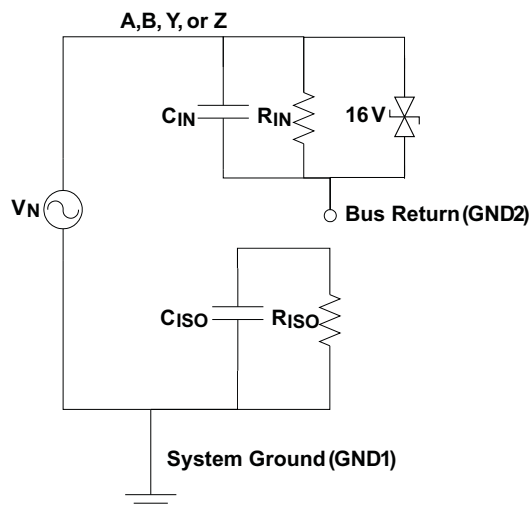 A,B, Y, or Z
CIN
RIN
16 V
VN
Bus Return (GND2)
CISO
RISO
System Ground (GND1)